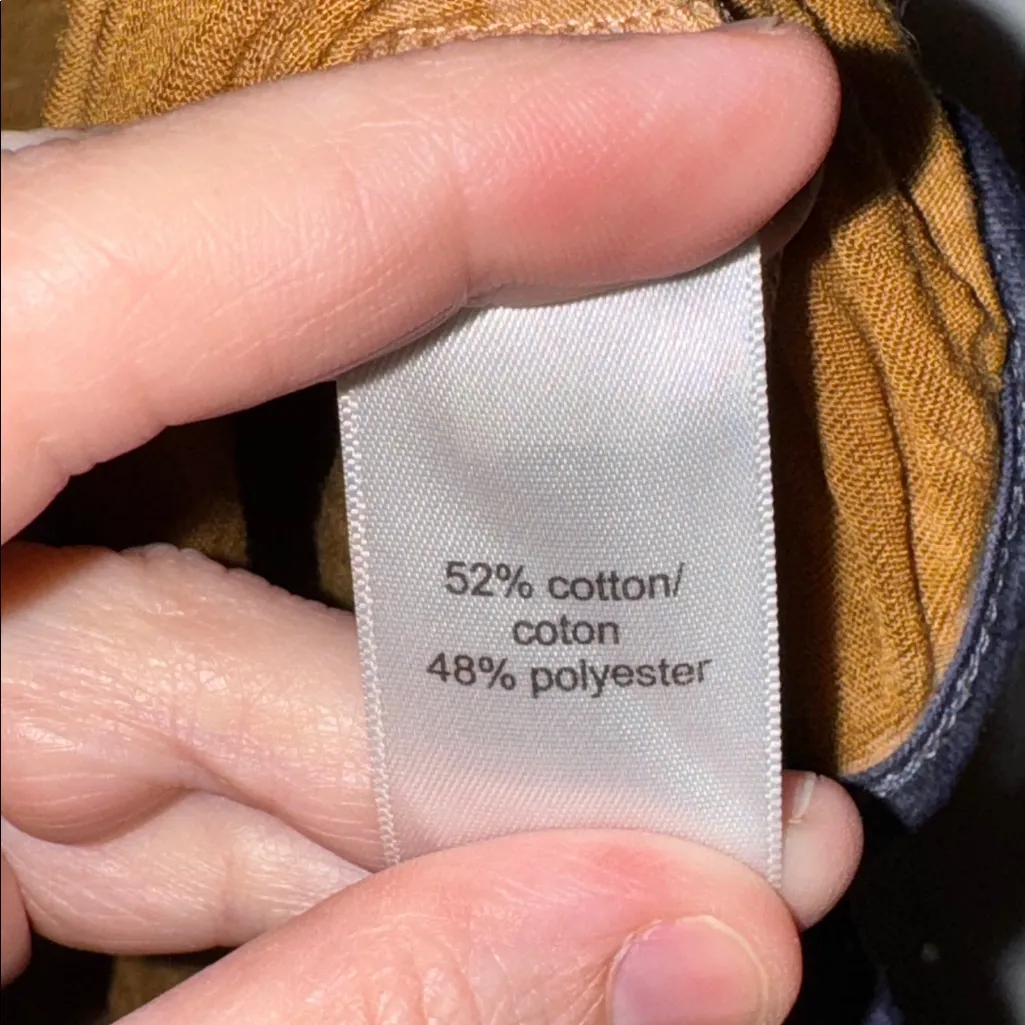 52% cotton/
coton
48% polyester